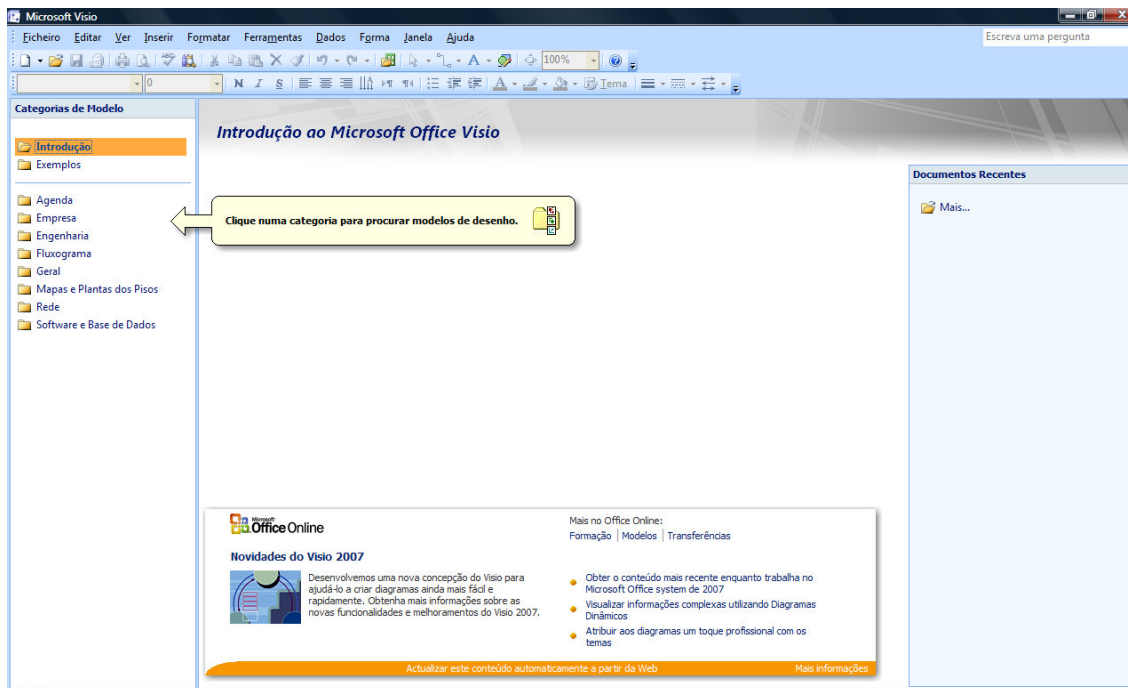 Microsoft Visio
Ficheiro Editar Ver Inserir Formatar Ferramentas Dados Forma Janela Ajuda
Escreva uma pergunta
100%
0
N I S
Tema
Categorias de Modelo
Introdução
Exemplos
Agenda
Empresa
Engenharia
Fluxograma
Geral
Mapas e Plantas dos Pisos
Rede
Software e Base de Dados
Introdução ao Microsoft Office Visio
Clique numa categoria para procurar modelos de desenho.
Documentos Recentes
Mais...
Microsoft
Office Online
Novidades do Visio 2007
Desenvolvemos uma nova concepção do Visio para
ajudá-lo a criar diagramas ainda mais fácil e
rapidamente. Obtenha mais informações sobre as
novas funcionalidades e melhoramentos do Visio 2007.
Mais no Office Online:
Formação | Modelos | Transferências
Obter o conteúdo mais recente enquanto trabalha no
Microsoft Office system de 2007
Visualizar informações complexas utilizando Diagramas
Dinâmicos
Atribuir aos diagramas um toque profissional com os
temas
Actualizar este conteúdo automaticamente a partir da Web
Mais informações